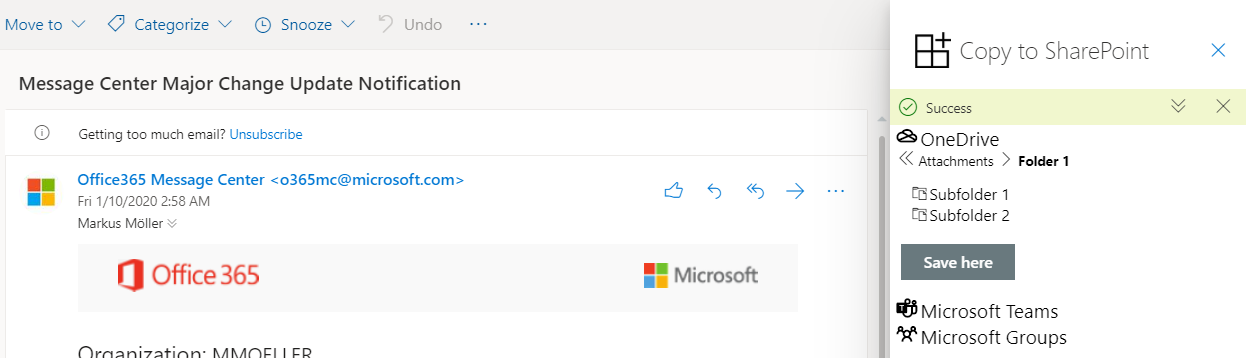 Move to Categorize Snooze Undo
Message Center Major Change Update Notification
Getting too much email? Unsubscribe
Office365 Message Center <o365mc@microsoft.com>
Fri 1/10/2020 2:58 AM
Markus Möller
Office 365
Microsoft
Organization: MMOELLER
Copy to SharePoint
Success
OneDrive
Attachments Folder 1
Subfolder 1
Subfolder 2
Save here
Microsoft Teams
Microsoft Groups